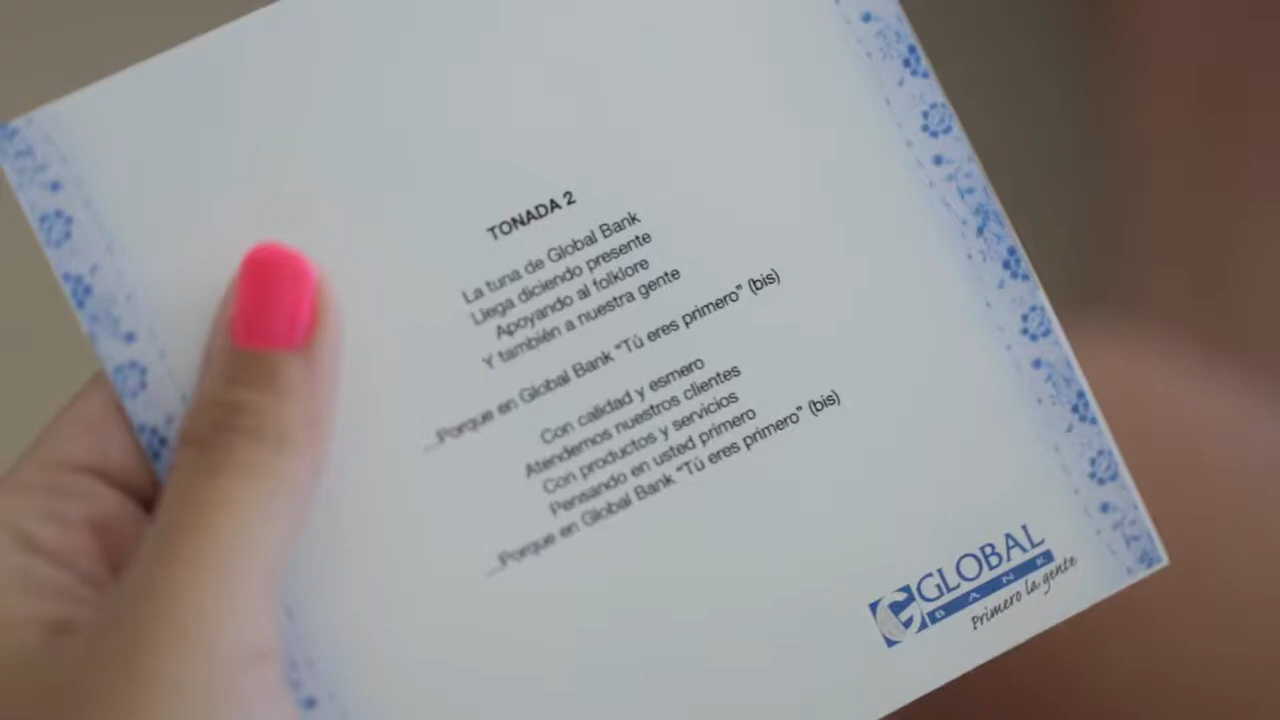 TONADA 2
La tuna de Global Bank
Llega diciendo presente
Apoyando al folklore
Y también a nuestra gente
...Porque en Global Bank “Tú eres primero” (bis)
Con calidad y esmero
Atendemos nuestros clientes
Con productos y servicios
Pensando en usted primero
...Porque en Global Bank “Tú eres primero” (bis)
GLOBAL
BANK
Primero la gente